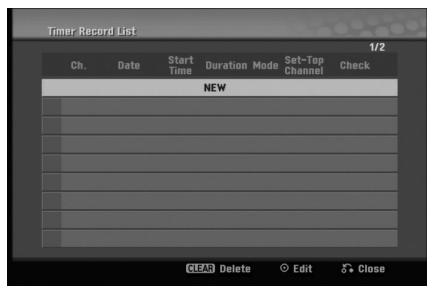 Timer Record List
1/2
Ch. Date Start Time Duration Mode Set-Top Channel Check
NEW
CLEAR Delete ⊙ Edit Close